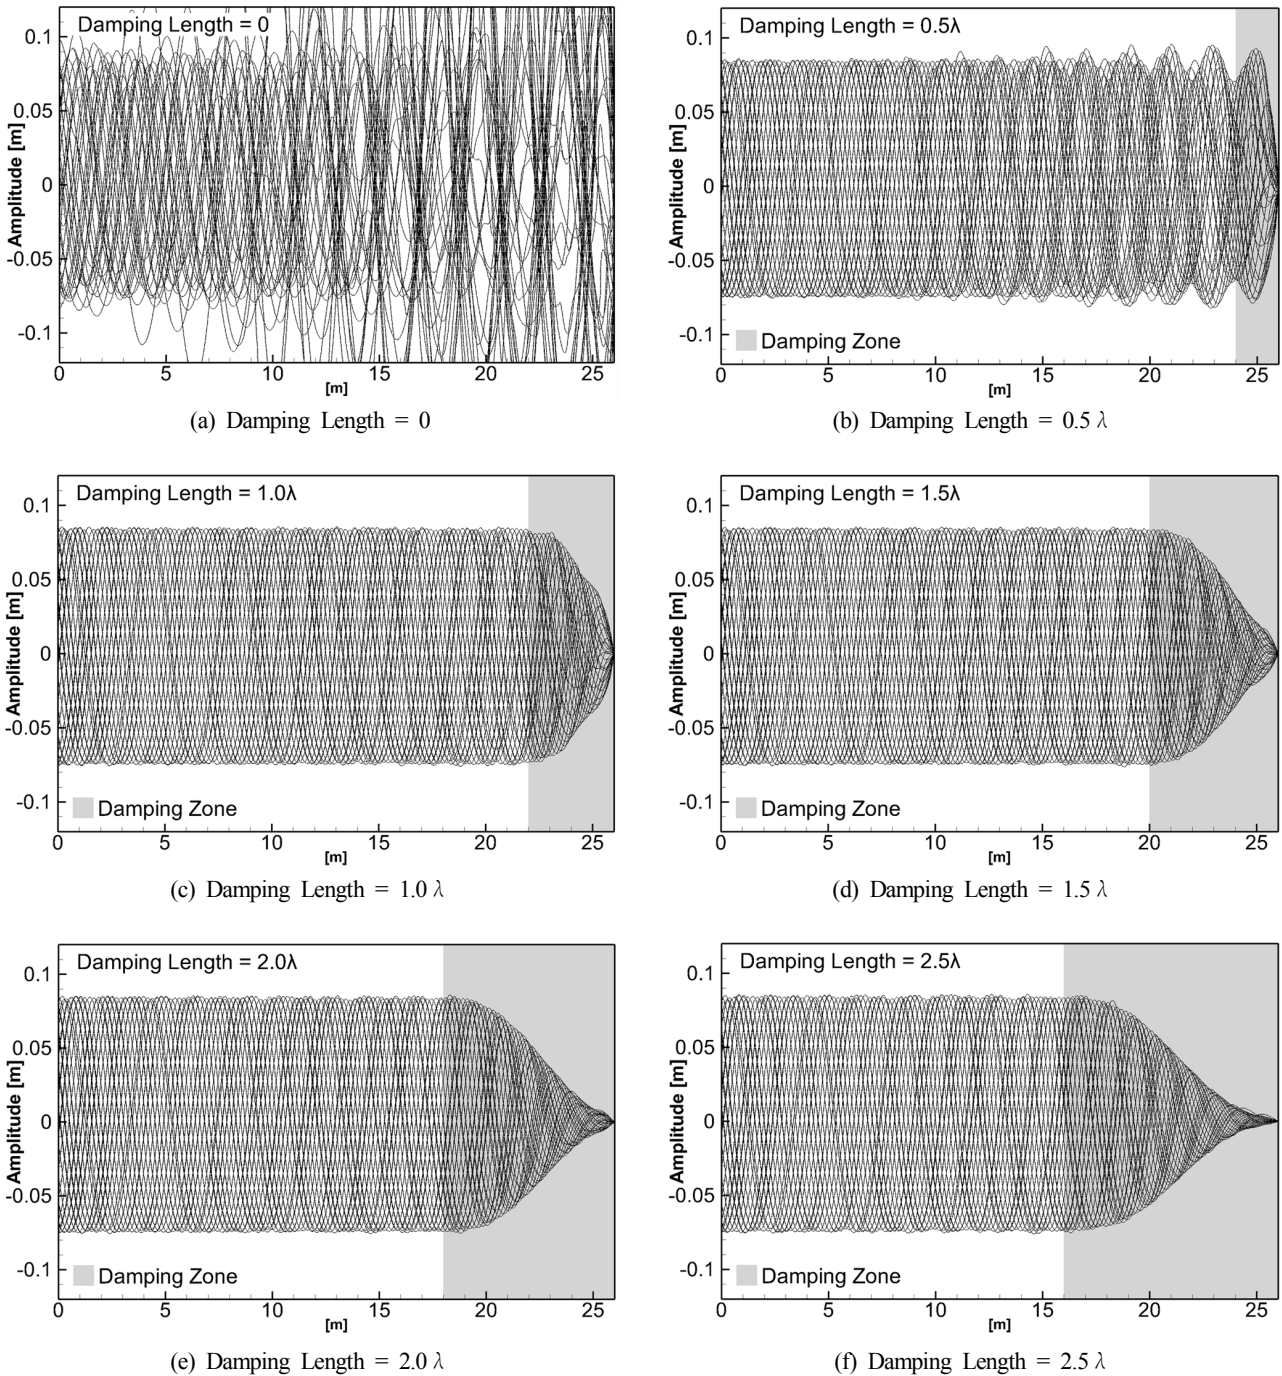 Damping Length = 0
Amplitude [m]
0.1
0.05
0
-0.05
-0.1
0 5 10 15 20 25
[m]
(a) Damping Length = 0
Damping Length = 0.5λ
Amplitude [m]
0.1
0.05
0
-0.05
-0.1
Damping Zone
0 5 10 15 20 25
[m]
(b) Damping Length = 0.5 λ
Damping Length = 1.0λ
Amplitude [m]
0.1
0.05
0
-0.05
-0.1
Damping Zone
0 5 10 15 20 25
[m]
(c) Damping Length = 1.0 λ
Damping Length = 1.5λ
Amplitude [m]
0.1
0.05
0
-0.05
-0.1
Damping Zone
0 5 10 15 20 25
[m]
(d) Damping Length = 1.5 λ
Damping Length = 2.0λ
Amplitude [m]
0.1
0.05
0
-0.05
-0.1
Damping Zone
0 5 10 15 20 25
[m]
(e) Damping Length = 2.0 λ
Damping Length = 2.5λ
Amplitude [m]
0.1
0.05
0
-0.05
-0.1
Damping Zone
0 5 10 15 20 25
[m]
(f) Damping Length = 2.5 λ